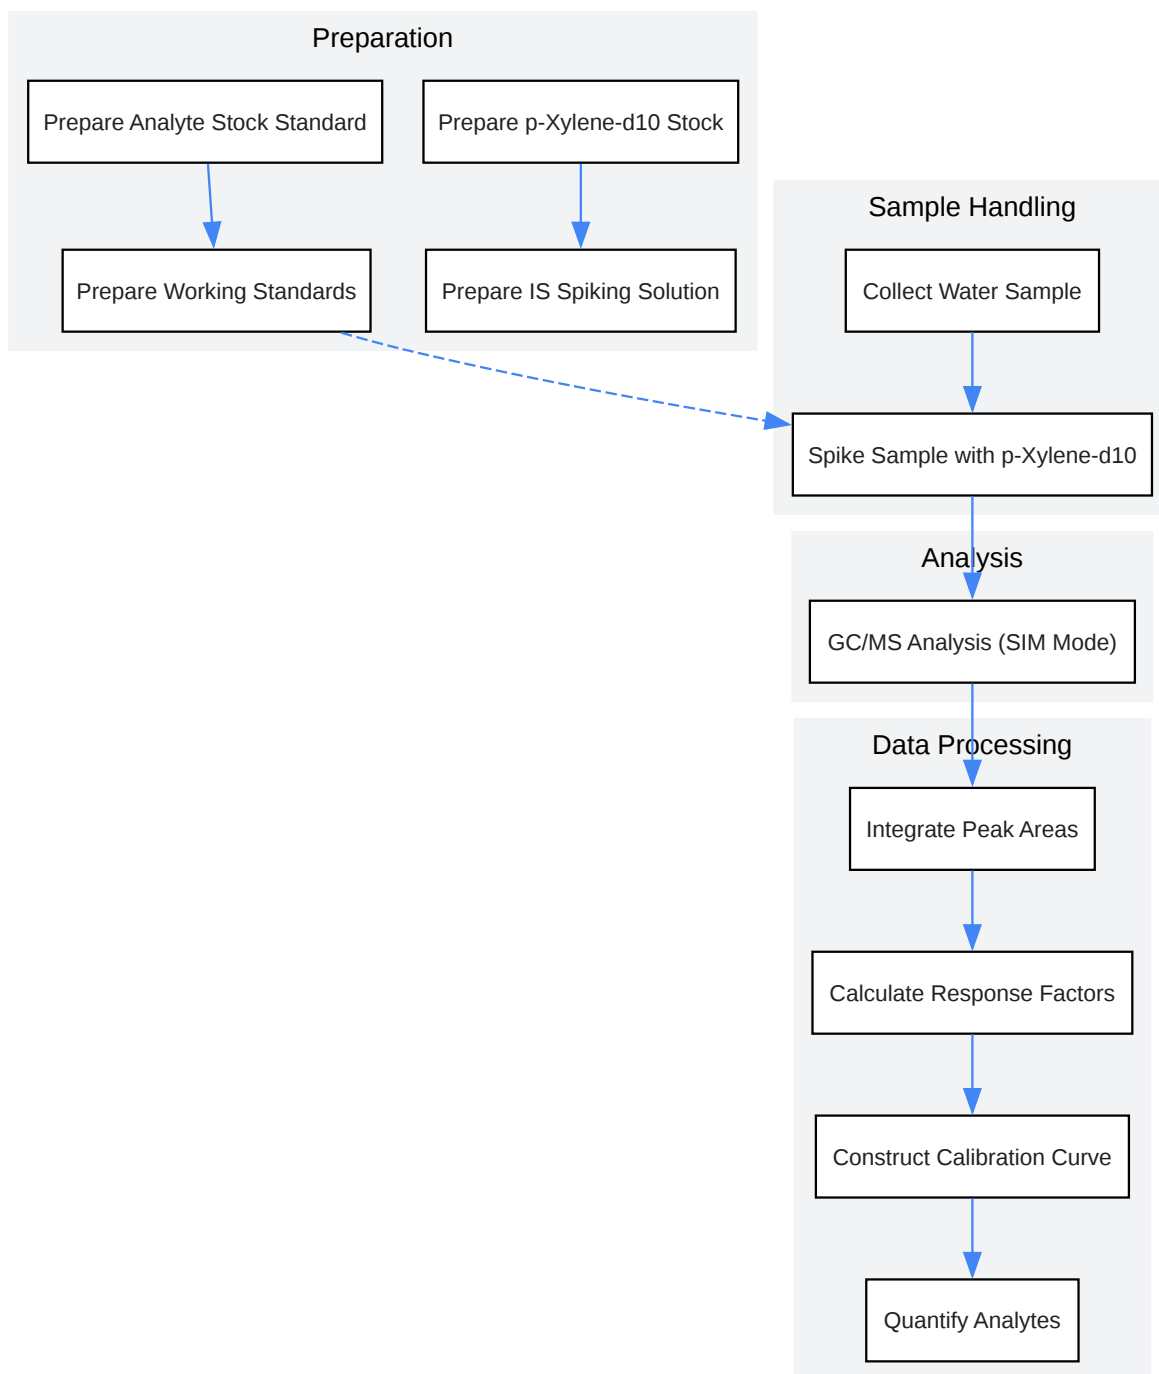 Preparation
Prepare Analyte Stock Standard
Prepare p-Xylene-d10 Stock
Prepare Working Standards
Prepare IS Spiking Solution
Sample Handling
Collect Water Sample
Spike Sample with p-Xylene-d10
Analysis
GC/MS Analysis (SIM Mode)
Data Processing
Integrate Peak Areas
Calculate Response Factors
Construct Calibration Curve
Quantify Analytes